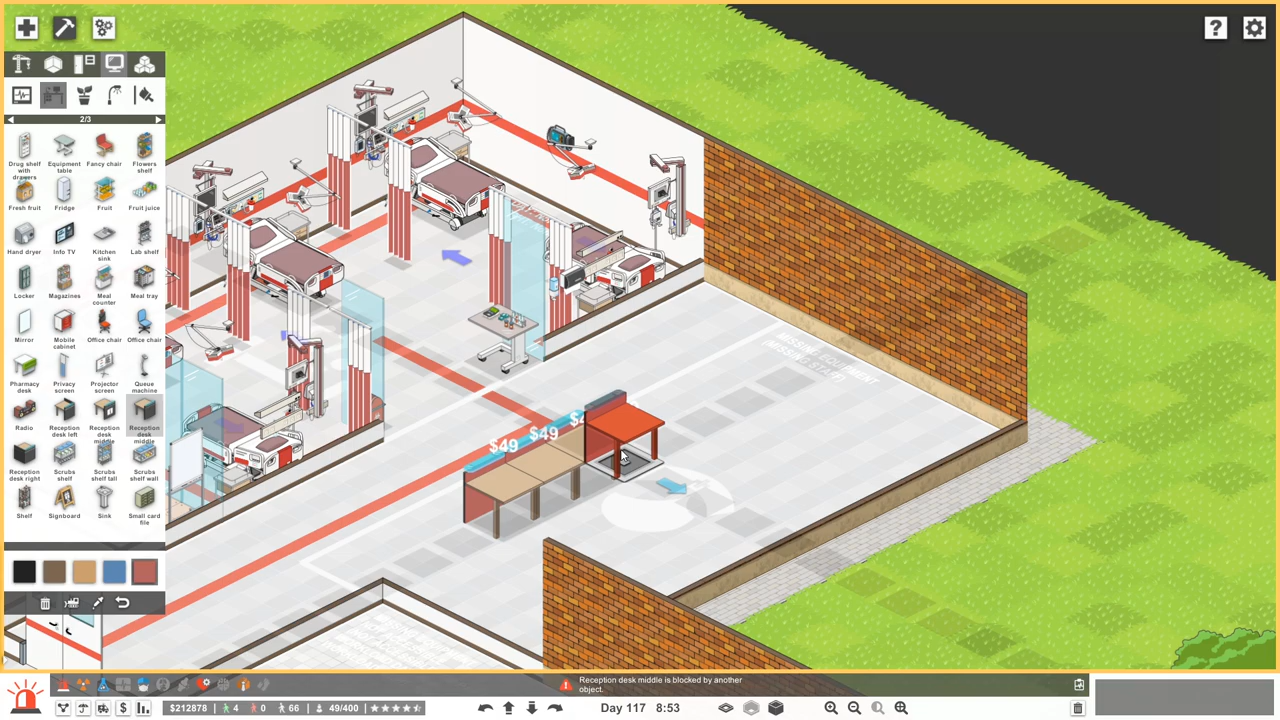 ?
2/3
Drug shelf with drawers
Equipment table
Fancy chair
Flowers shelf
Fresh fruit
Fridge
Fruit
Fruit juice
Hand dryer
Info TV
Kitchen sink
Lab shelf
Locker
Magazines
Meal counter
Meal tray
Mirror
Mobile cabinet
Office chair
Office chair
Pharmacy desk
Privacy screen
Projector screen
Queue machine
Radio
Reception desk left
Reception desk middle
Reception desk middle
Reception desk right
Scrubs shelf
Scrubs shelf tall
Scrubs shelf wall
Shelf
Signboard
Sink
Small card file
$49
$49
$4
MISSING EQUIPMENT
Reception desk middle is blocked by another
object.
$
$212878
4
0
66
49/400
Day 117
8:53